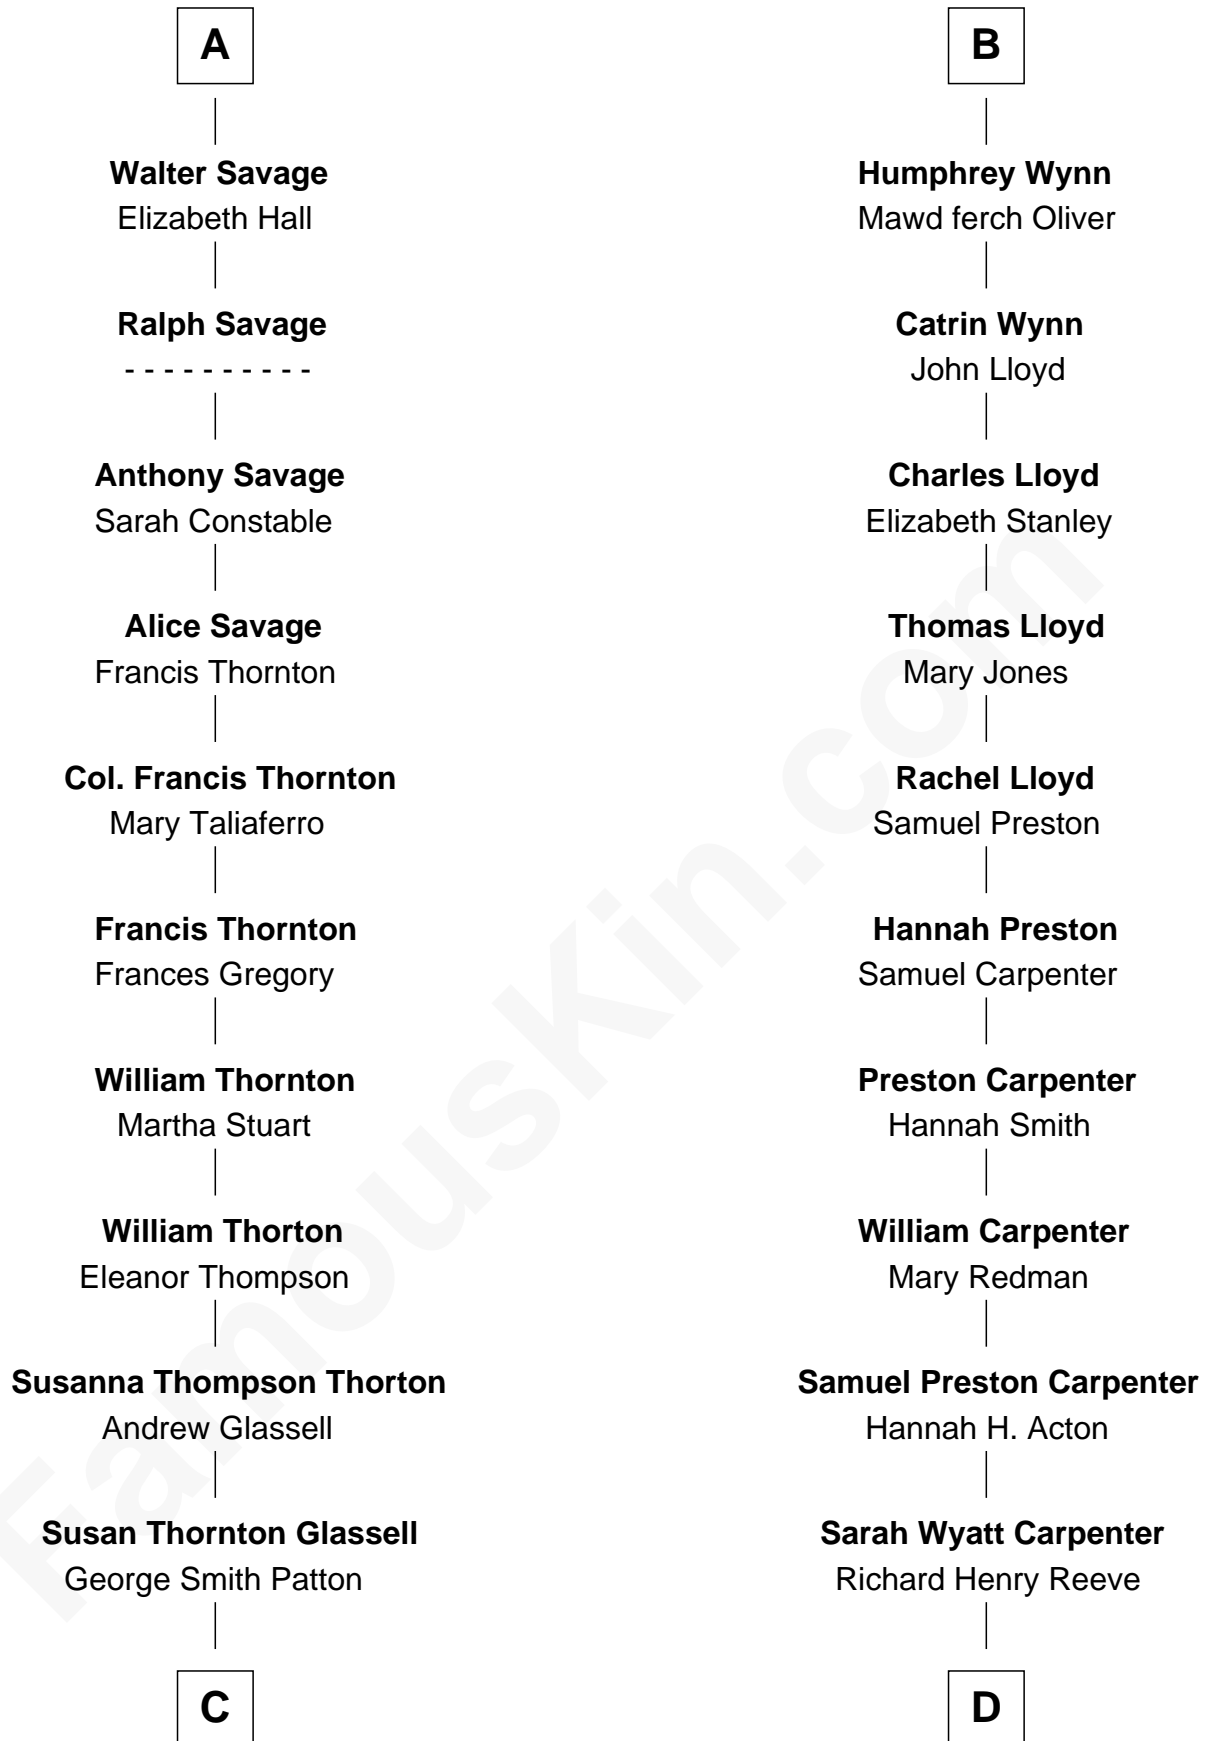 A
Walter Savage
Elizabeth Hall
Ralph Savage
- - - - - - - - - -
Anthony Savage
Sarah Constable
Alice Savage
Francis Thornton
Col. Francis Thornton
Mary Taliaferro
Francis Thornton
Frances Gregory
William Thornton
Martha Stuart
William Thorton
Eleanor Thompson
Susanna Thompson Thorton
Andrew Glassell
Susan Thornton Glassell
George Smith Patton
C
B
Humphrey Wynn
Mawd ferch Oliver
Catrin Wynn
John Lloyd
Charles Lloyd
Elizabeth Stanley
Thomas Lloyd
Mary Jones
Rachel Lloyd
Samuel Preston
Hannah Preston
Samuel Carpenter
Preston Carpenter
Hannah Smith
William Carpenter
Mary Redman
Samuel Preston Carpenter
Hannah H. Acton
Sarah Wyatt Carpenter
Richard Henry Reeve
D
FamousKin.com